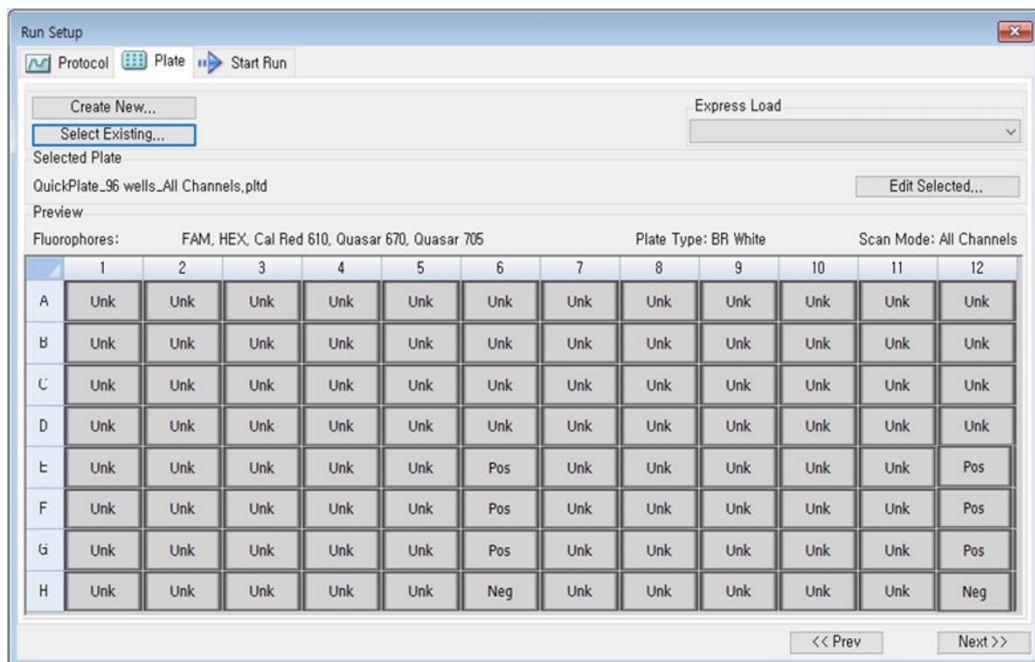 Run Setup
Protocol Plate Start Run
Create New...
Express Load
Select Existing...
Selected Plate
QuickPlate_96 wells_All Channels.pltd
Edit Selected...
Preview
Fluorophores: FAM, HEX, Cal Red 610, Quasar 670, Quasar 705 Plate Type: BR White Scan Mode: All Channels
1 2 3 4 5 6 7 8 9 10 11 12
A Unk Unk Unk Unk Unk Unk Unk Unk Unk Unk Unk Unk
B Unk Unk Unk Unk Unk Unk Unk Unk Unk Unk Unk Unk
C Unk Unk Unk Unk Unk Unk Unk Unk Unk Unk Unk Unk
D Unk Unk Unk Unk Unk Unk Unk Unk Unk Unk Unk Unk
E Unk Unk Unk Unk Unk Pos Unk Unk Unk Unk Unk Pos
F Unk Unk Unk Unk Unk Pos Unk Unk Unk Unk Unk Pos
G Unk Unk Unk Unk Unk Pos Unk Unk Unk Unk Unk Pos
H Unk Unk Unk Unk Unk Neg Unk Unk Unk Unk Unk Neg
<< Prev Next >>